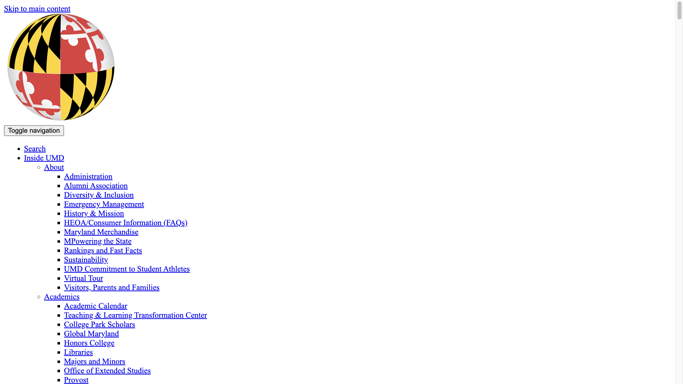 Skip to main content
Toggle navigation
Search
Inside UMD
About
Administration
Alumni Association
Diversity & Inclusion
Emergency Management
History & Mission
HEOA/Consumer Information (FAQs)
Maryland Merchandise
MPowering the State
Rankings and Fast Facts
Sustainability
UMD Commitment to Student Athletes
Virtual Tour
Visitors, Parents and Families
Academics
Academic Calendar
Teaching & Learning Transformation Center
College Park Scholars
Global Maryland
Honors College
Libraries
Majors and Minors
Office of Extended Studies
Provost